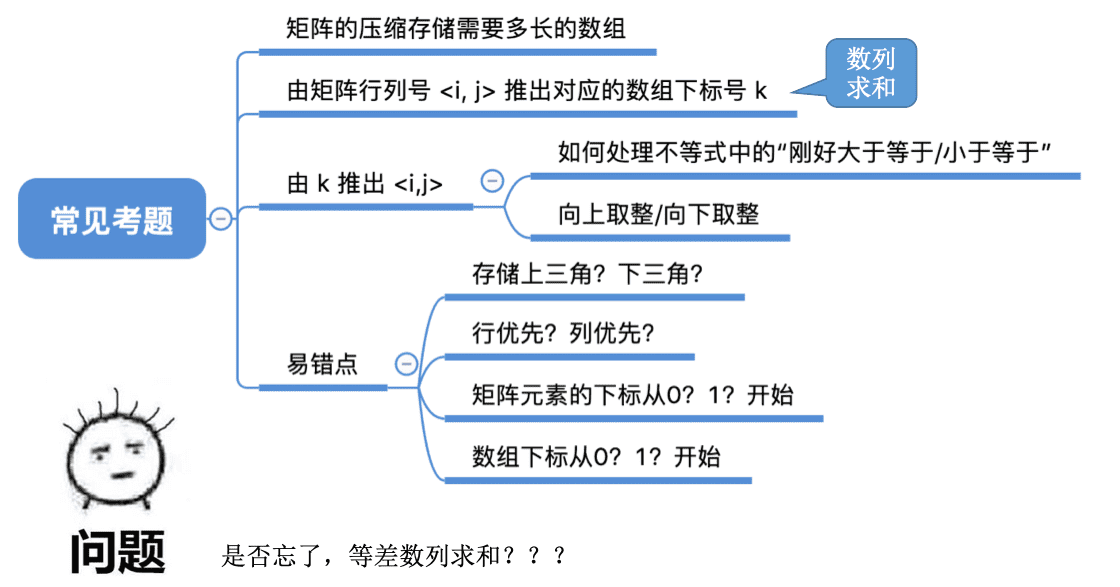 矩阵的压缩存储需要多长的数组
由矩阵行列号 <i, j> 推出对应的数组下标号 k
数列
求和
常见考题
由 k 推出 <i,j>
如何处理不等式中的“刚好大于等于/小于等于”
向上取整/向下取整
易错点
存储上三角？下三角？
行优先？列优先？
矩阵元素的下标从0？1？开始
数组下标从0？1？开始
问题
是否忘了，等差数列求和？？？